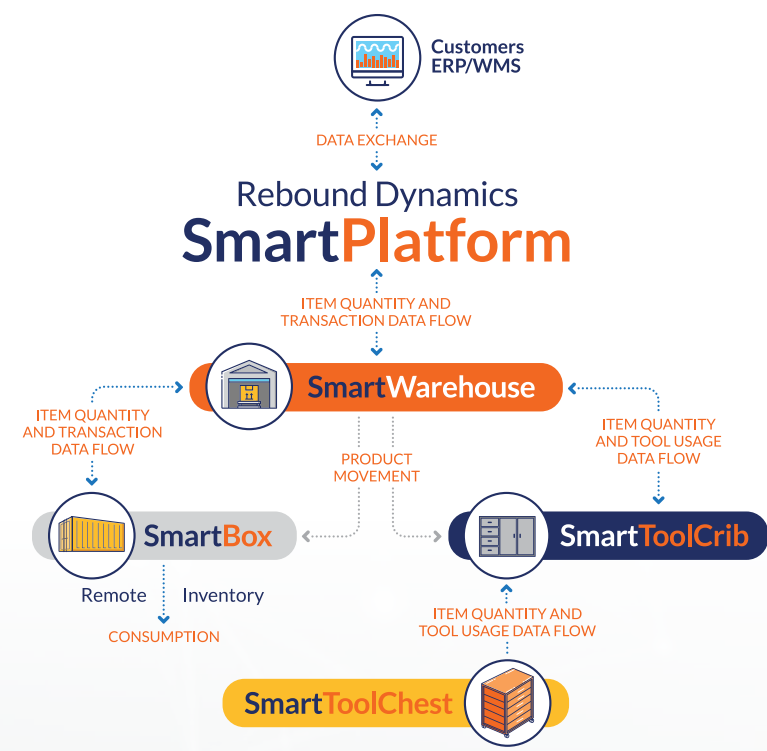 Customers
ERP/WMS
DATA EXCHANGE
Rebound Dynamics
SmartPlatform
ITEM QUANTITY AND
TRANSACTION DATA FLOW
SmartWarehouse
ITEM QUANTITY
AND TRANSACTION
DATA FLOW
PRODUCT
MOVEMENT
ITEM QUANTITY
AND TOOL USAGE
DATA FLOW
SmartBox
SmartToolCrib
Remote Inventory
CONSUMPTION
ITEM QUANTITY AND
TOOL USAGE DATA FLOW
SmartToolChest